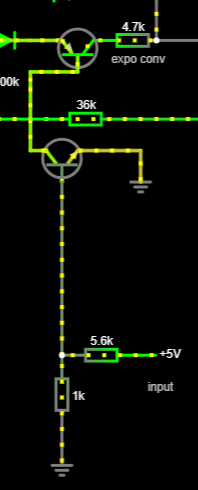 4.7k
expo conv
00k
36k
5.6k
+5V
input
1k